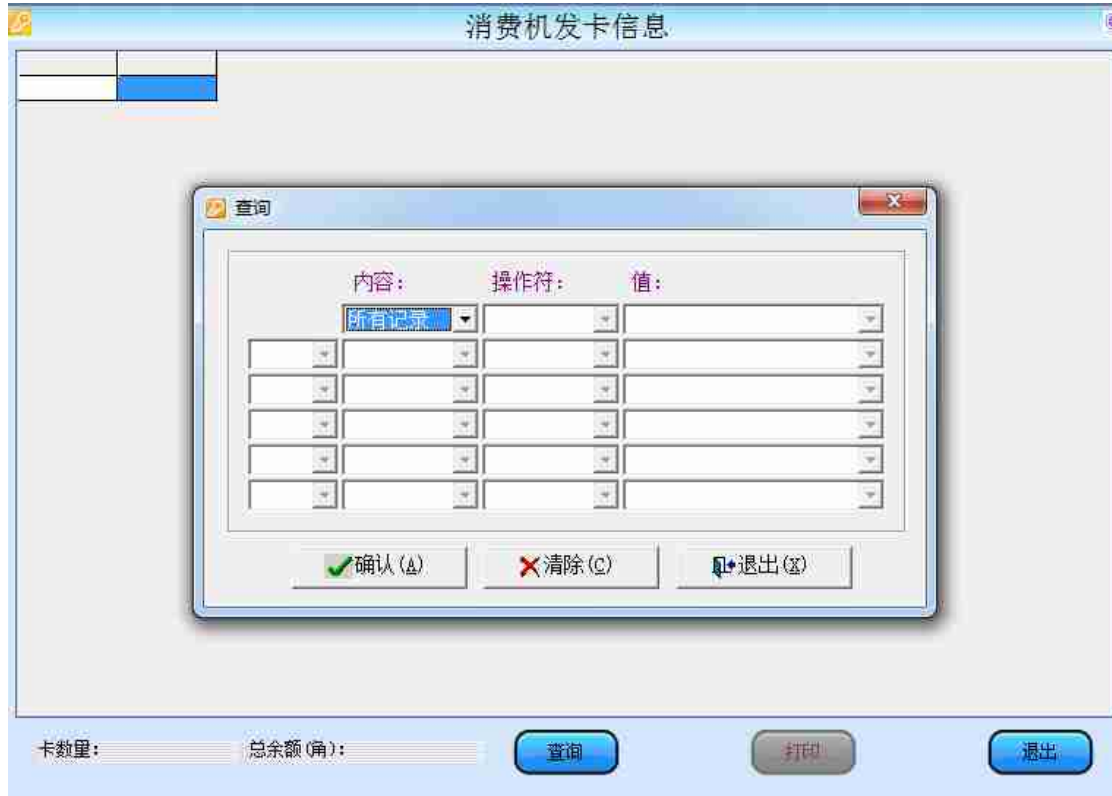 消费机发卡信息
查询
内容: 操作符: 值:
所有记录
确认(A) 清除(C) 退出(X)
卡数量: 总余额(角): 查询 打印 退出